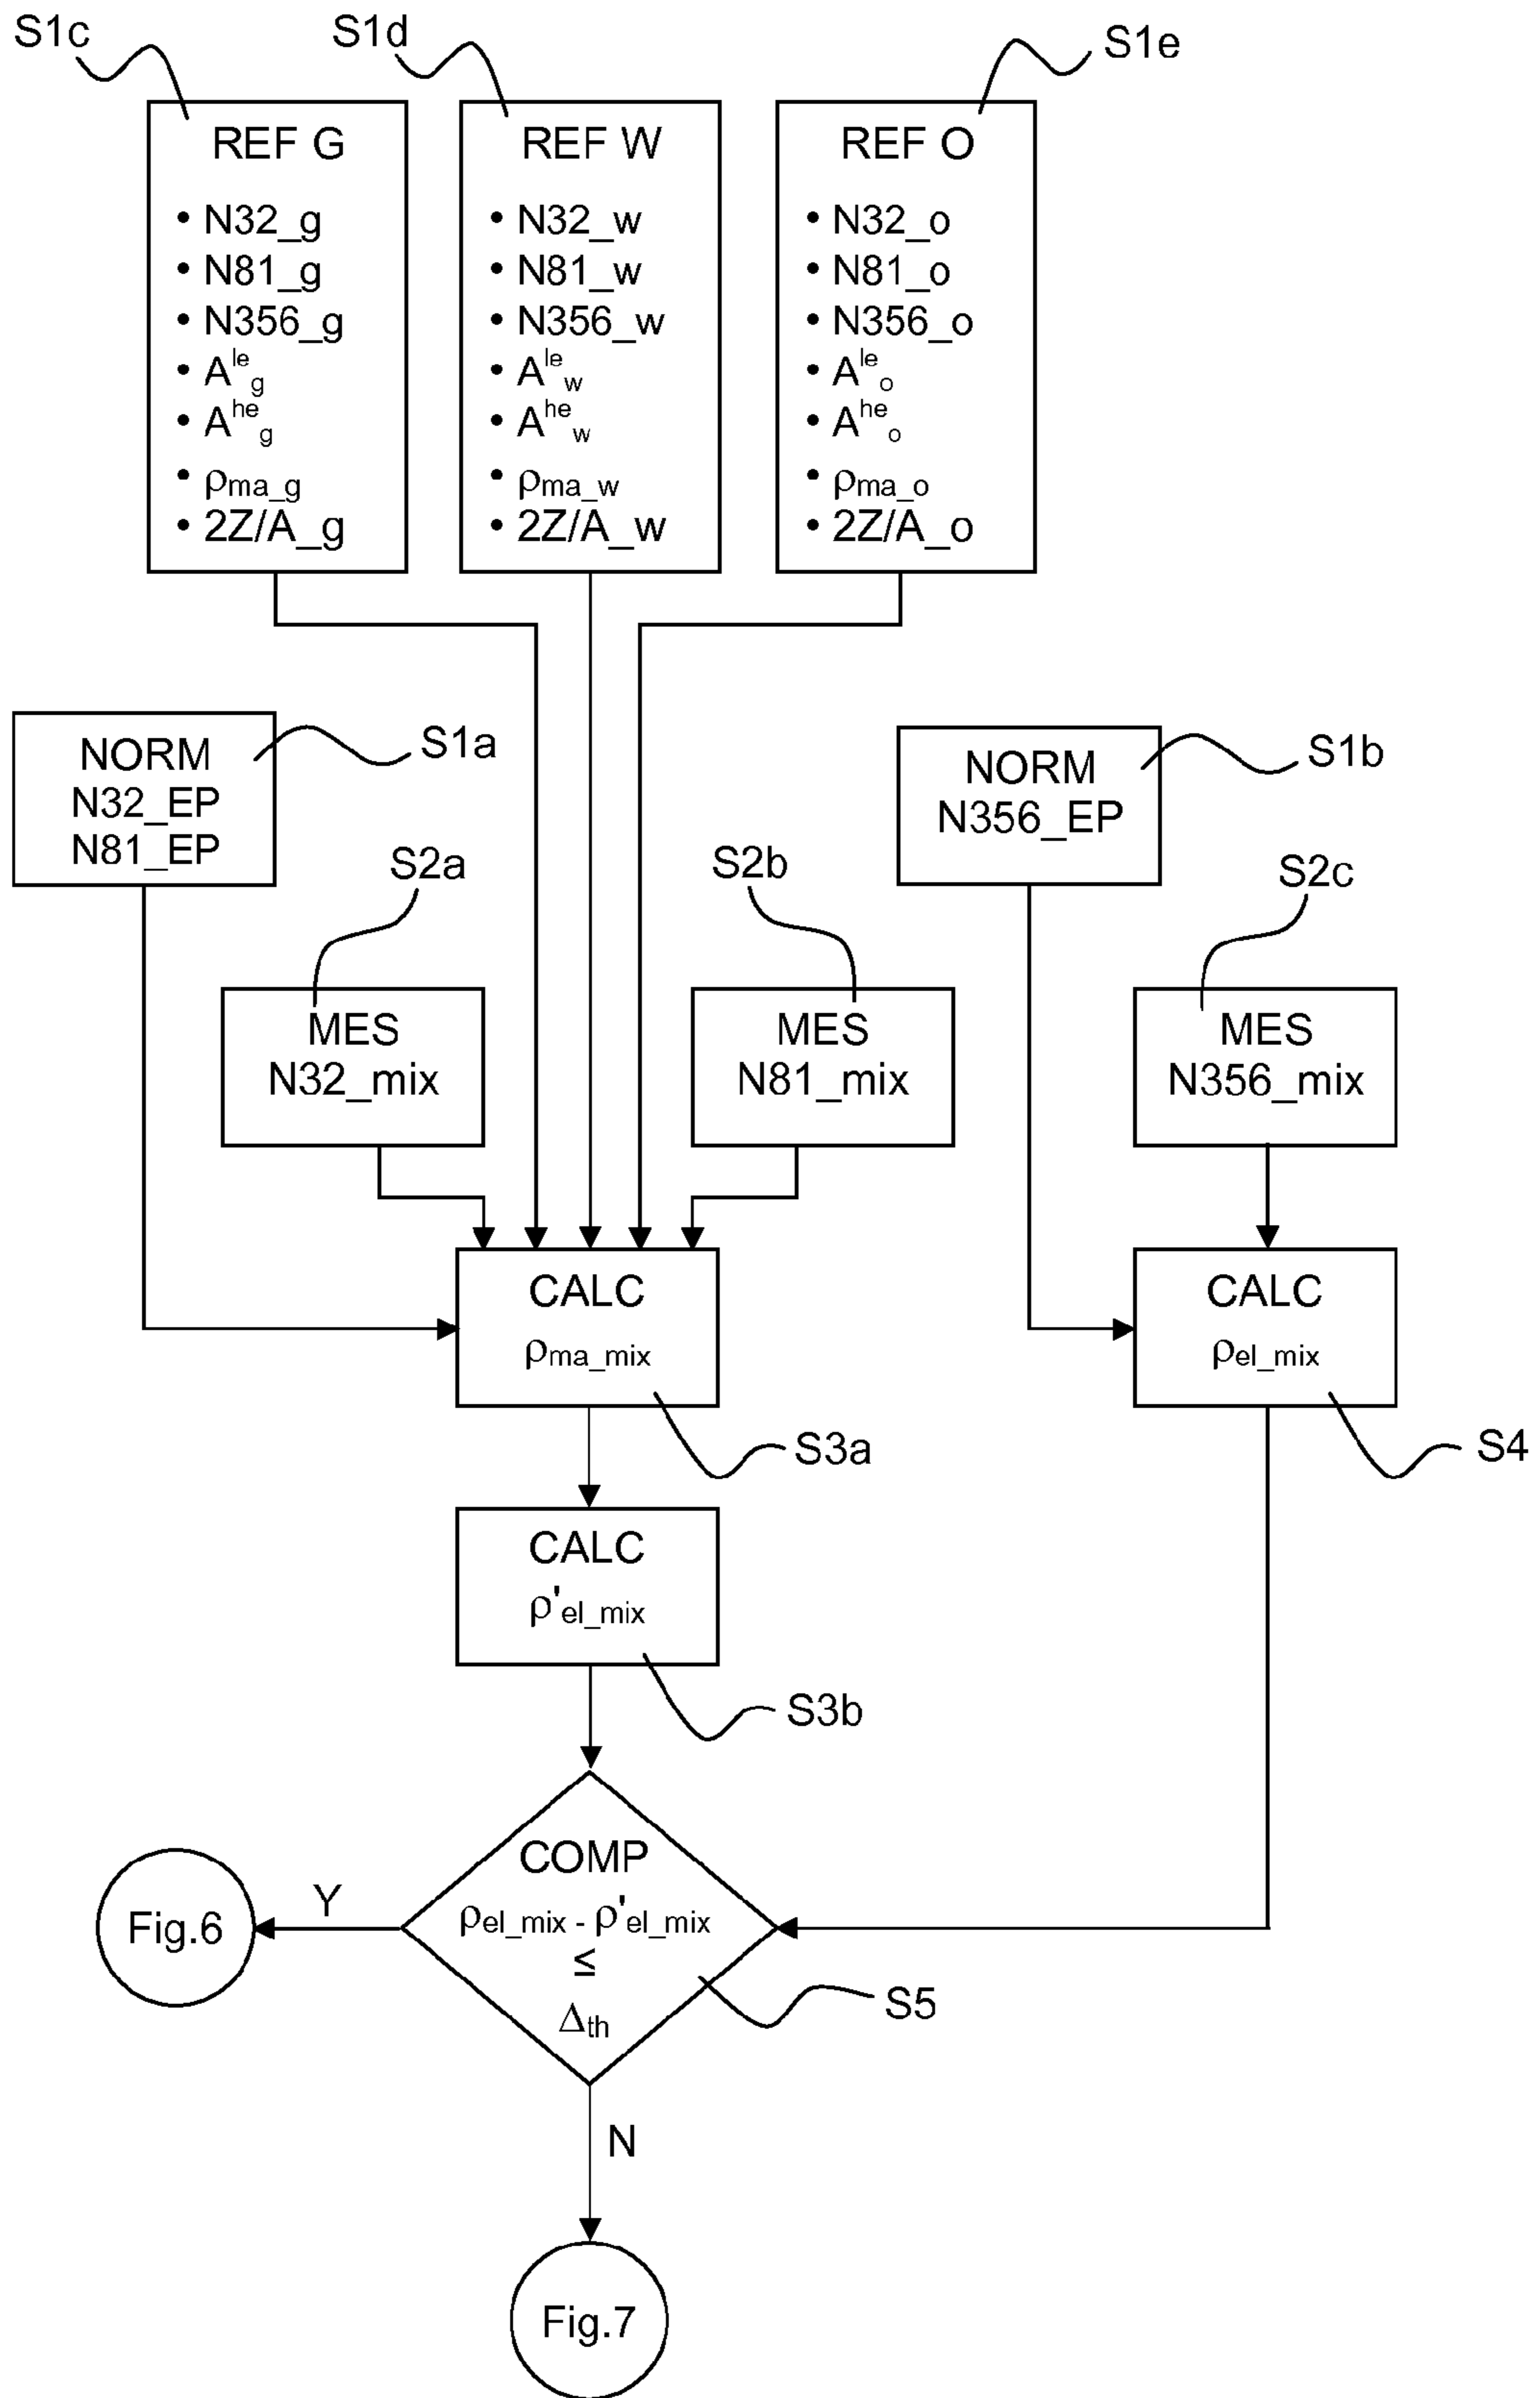 S1c
S1d
S1e
REF G
• N32_g
• N81_g
• N356_g
• A^le_g
• A^he_g
• ρma_g
• 2Z/A_g
REF W
• N32_w
• N81_w
• N356_w
• A^le_w
• A^he_w
• ρma_w
• 2Z/A_w
REF O
• N32_o
• N81_o
• N356_o
• A^le_o
• A^he_o
• ρma_o
• 2Z/A_o
NORM
N32_EP
N81_EP
S1a
NORM
N356_EP
S1b
S2a
S2b
S2c
MES
N32_mix
MES
N81_mix
MES
N356_mix
CALC
ρma_mix
S3a
CALC
ρel_mix
S4
CALC
ρ'el_mix
S3b
COMP
ρel_mix - ρ'el_mix
≤
Δth
S5
Y
Fig.6
N
Fig.7